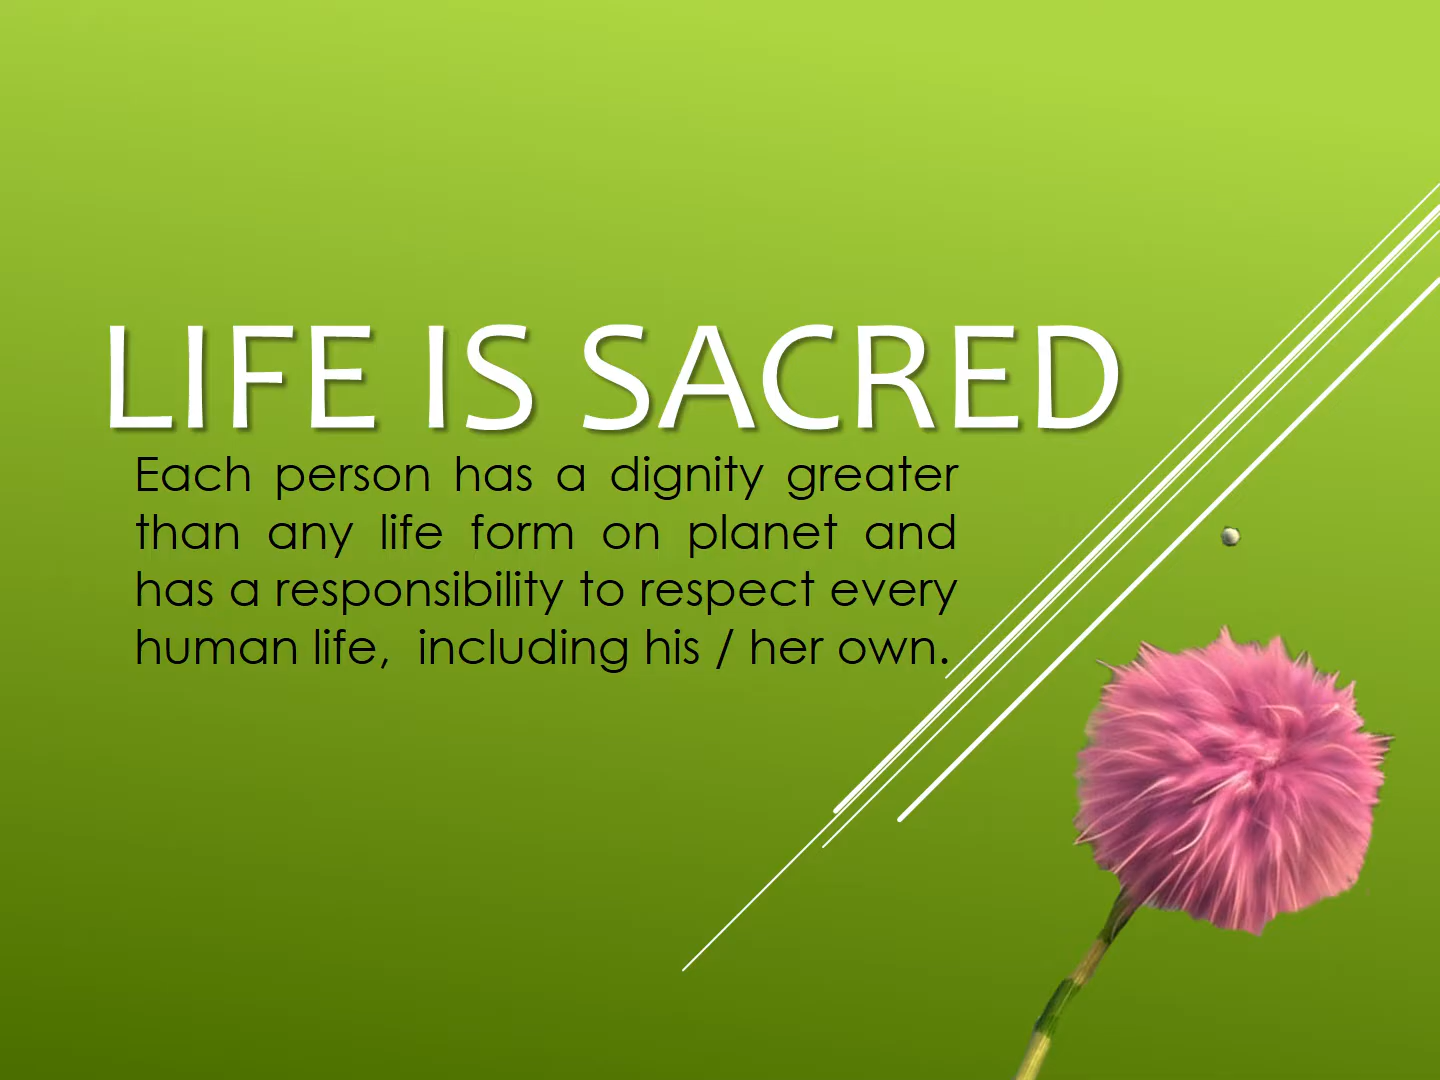 LIFE IS SACRED
Each person has a dignity greater
than any life form on planet and
has a responsibility to respect every
human life,  including his / her own.